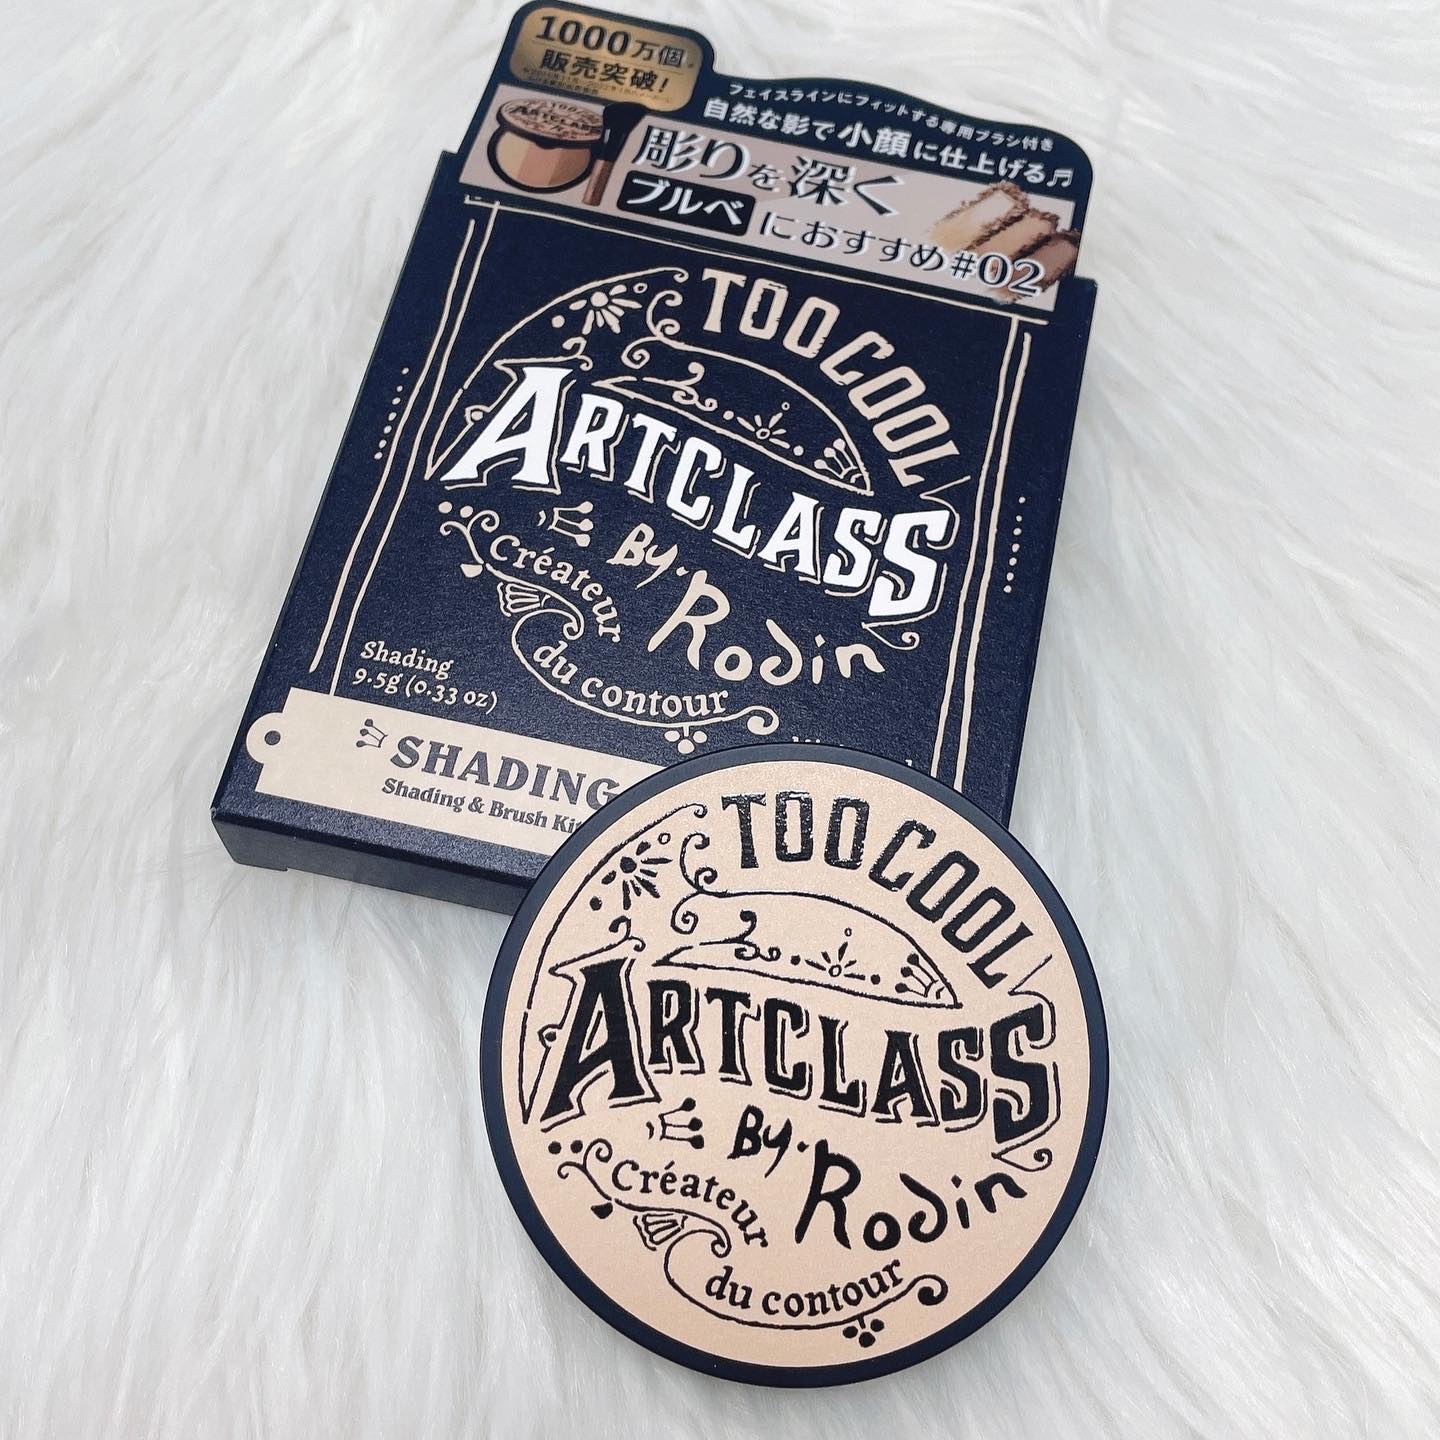 1000万個
販売突破!
フェイスラインにフィットする専用ブラシ付き
自然な影で小顔に仕上げる♬
ARTCLASS
彫りを深く
ブルべ におすすめ#02
TOO COOL
ARTCLASS
By. Rodin
Créateur
du contour
Shading
9.5g (0.33 oz)
SHADING
Shading & Brush Kit
TOO COOL
ARTCLASS
By. Rodin
Créateur
du contour